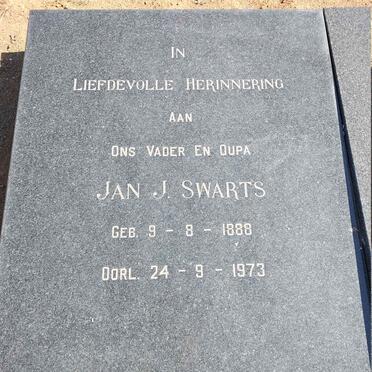 In
Liefdevolle Herinnering
aan
Ons Vader En Oupa
Jan J. Swarts
Geb. 9 - 8 - 1888
Oorl. 24 - 9 - 1973